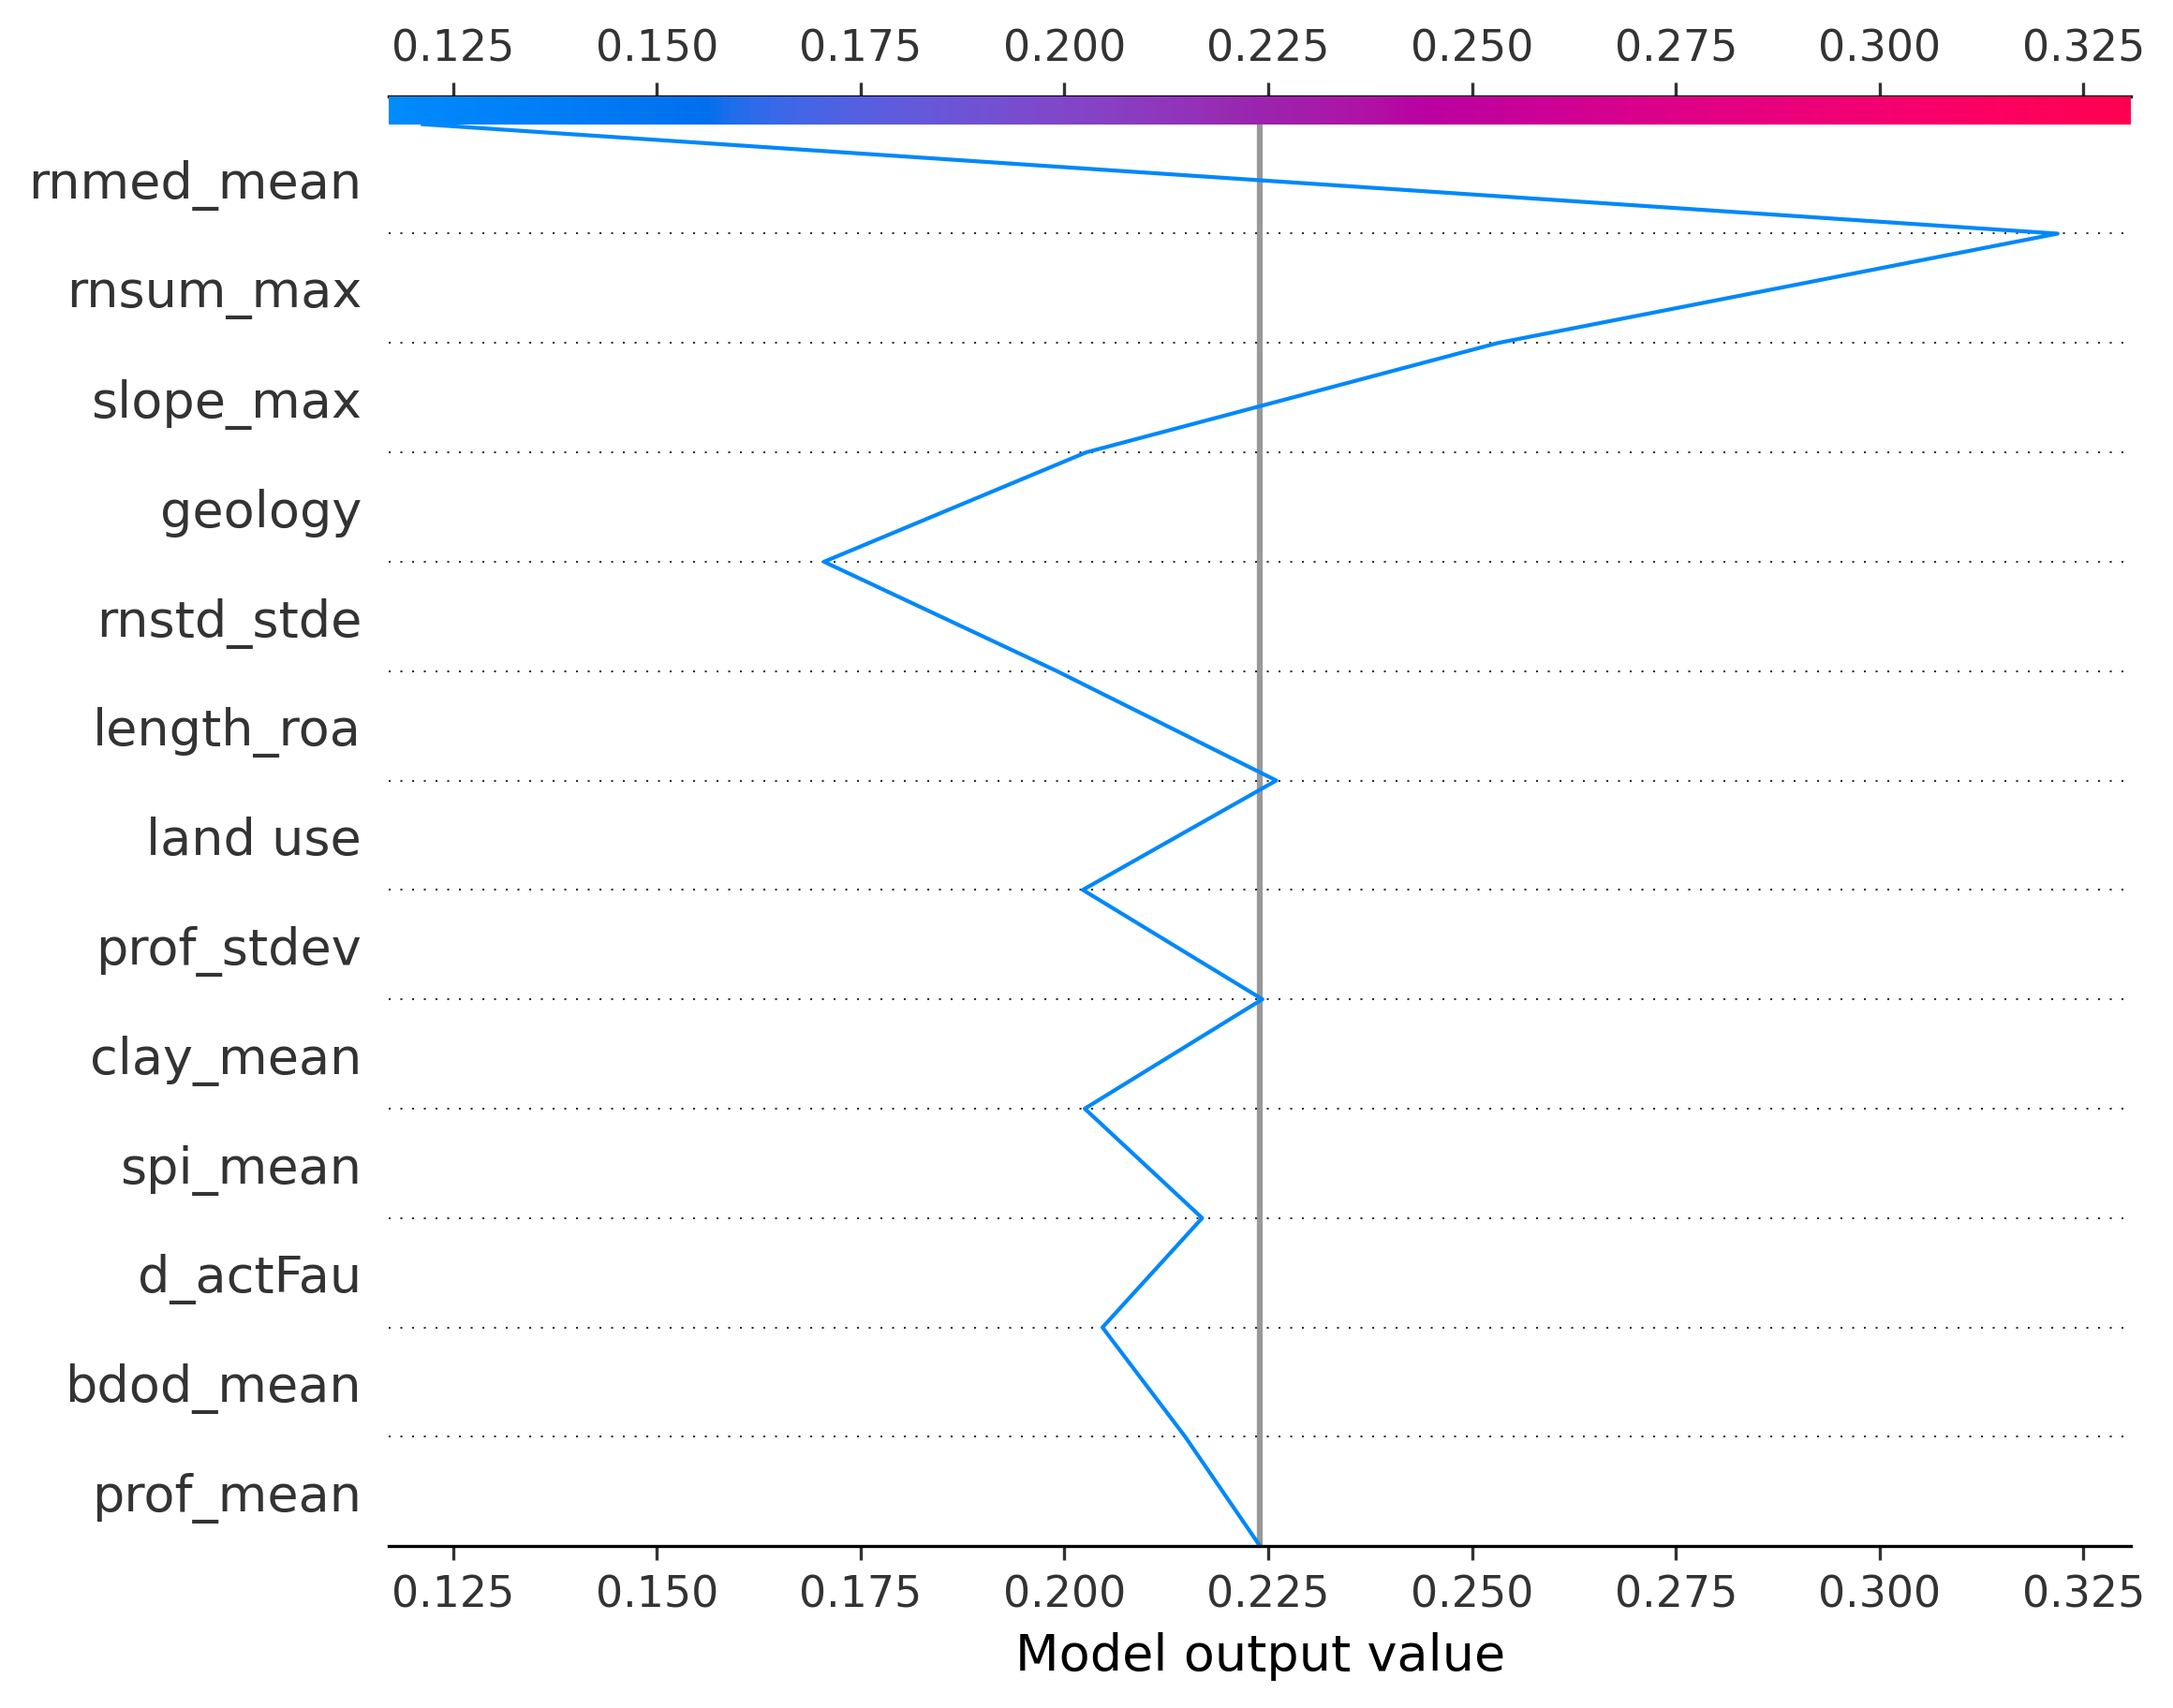 0.125 0.150 0.175 0.200 0.225 0.250 0.275 0.300 0.325
rnmed_mean
rnsum_max
slope_max
geology
rnstd_stde
length_roa
land use
prof_stdev
clay_mean
spi_mean
d_actFau
bdod_mean
prof_mean
0.125 0.150 0.175 0.200 0.225 0.250 0.275 0.300 0.325
Model output value